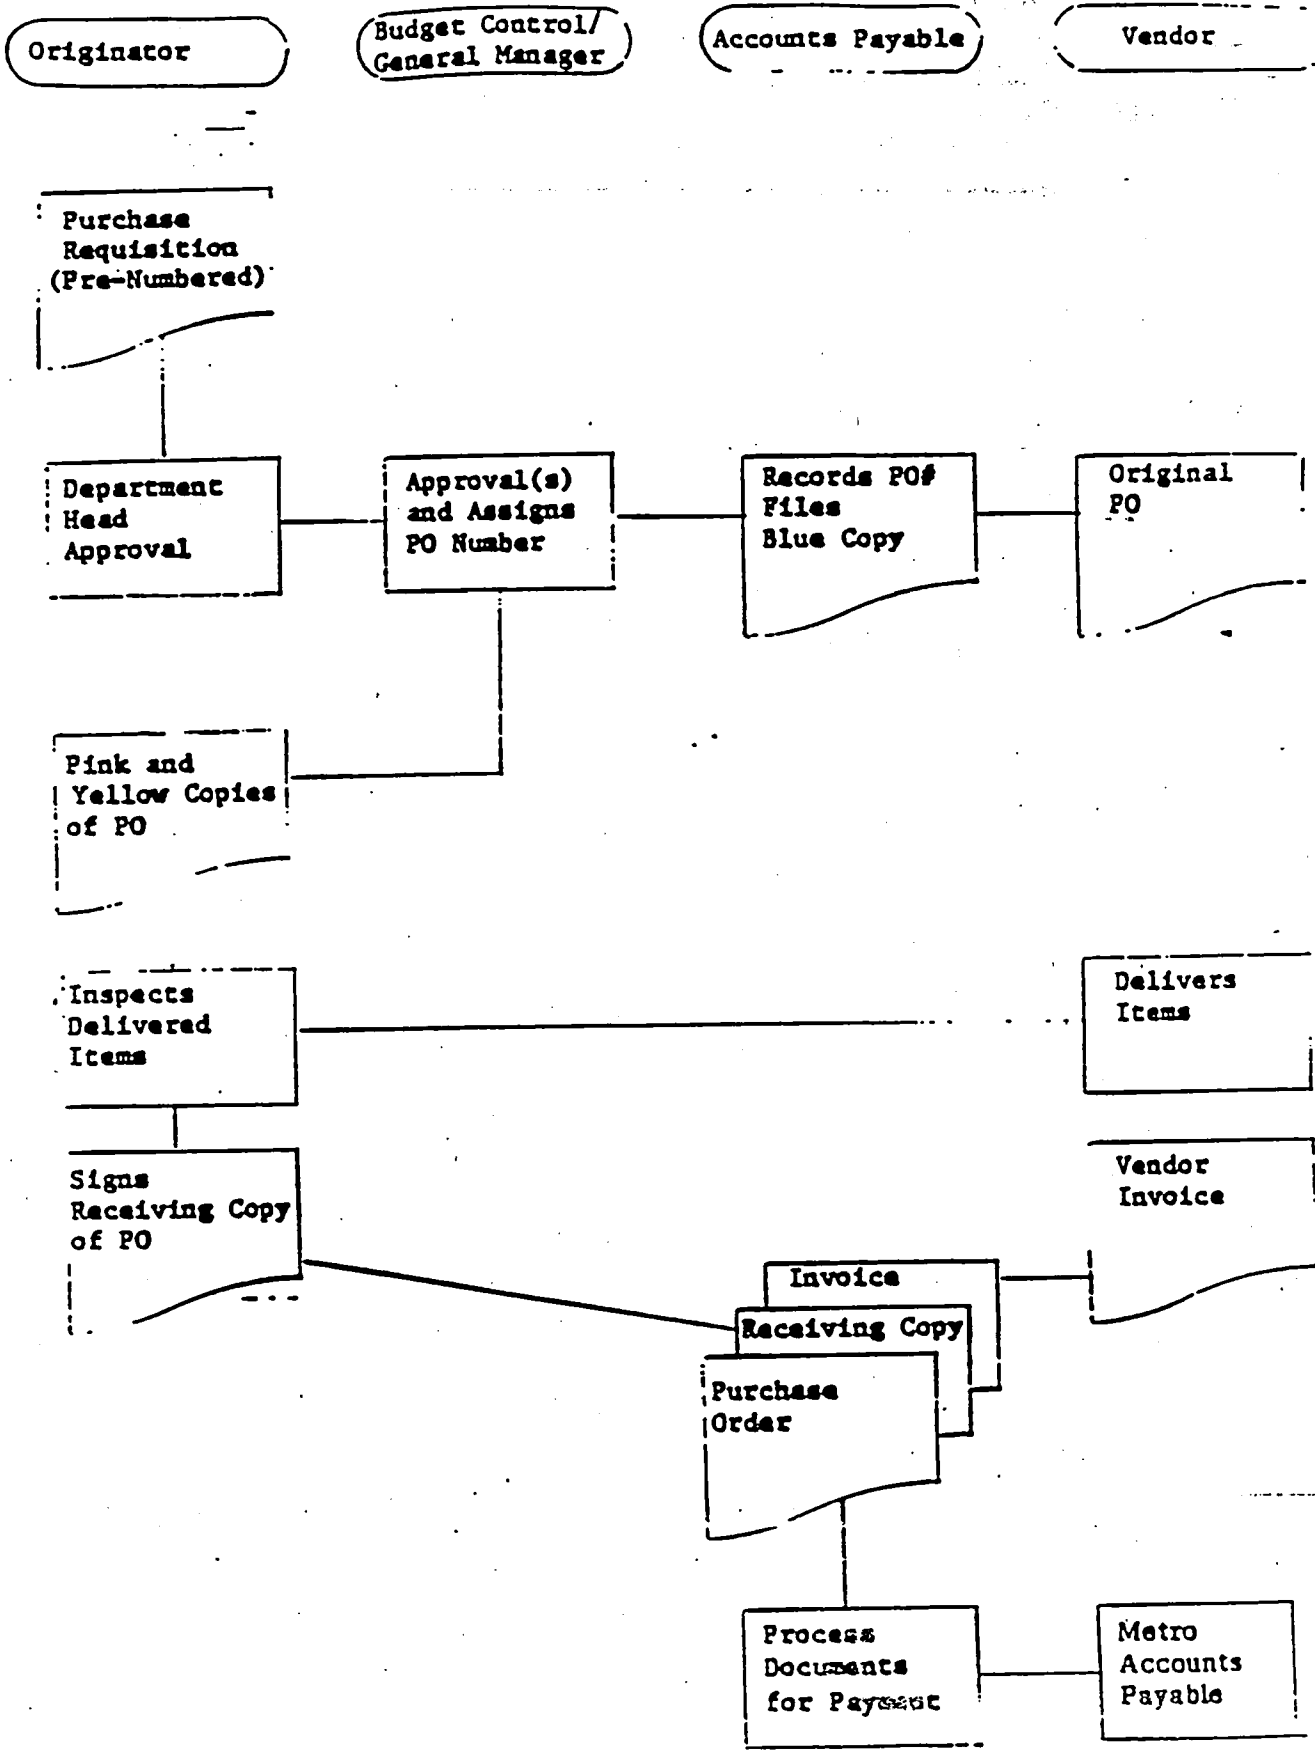 Originator
Budget Control/
General Manager
Accounts Payable
Vendor
Purchase
Requisition
(Pre-Numbered)
Department
Head
Approval
Approval(s)
and Assigns
PO Number
Records PO#
Files
Blue Copy
Original
PO
Pink and
Yellow Copies
of PO
Inspects
Delivered
Items
Delivers
Items
Signs
Receiving Copy
of PO
Vendor
Invoice
Invoice
Receiving Copy
Purchase
Order
Process
Documents
for Payment
Metro
Accounts
Payable